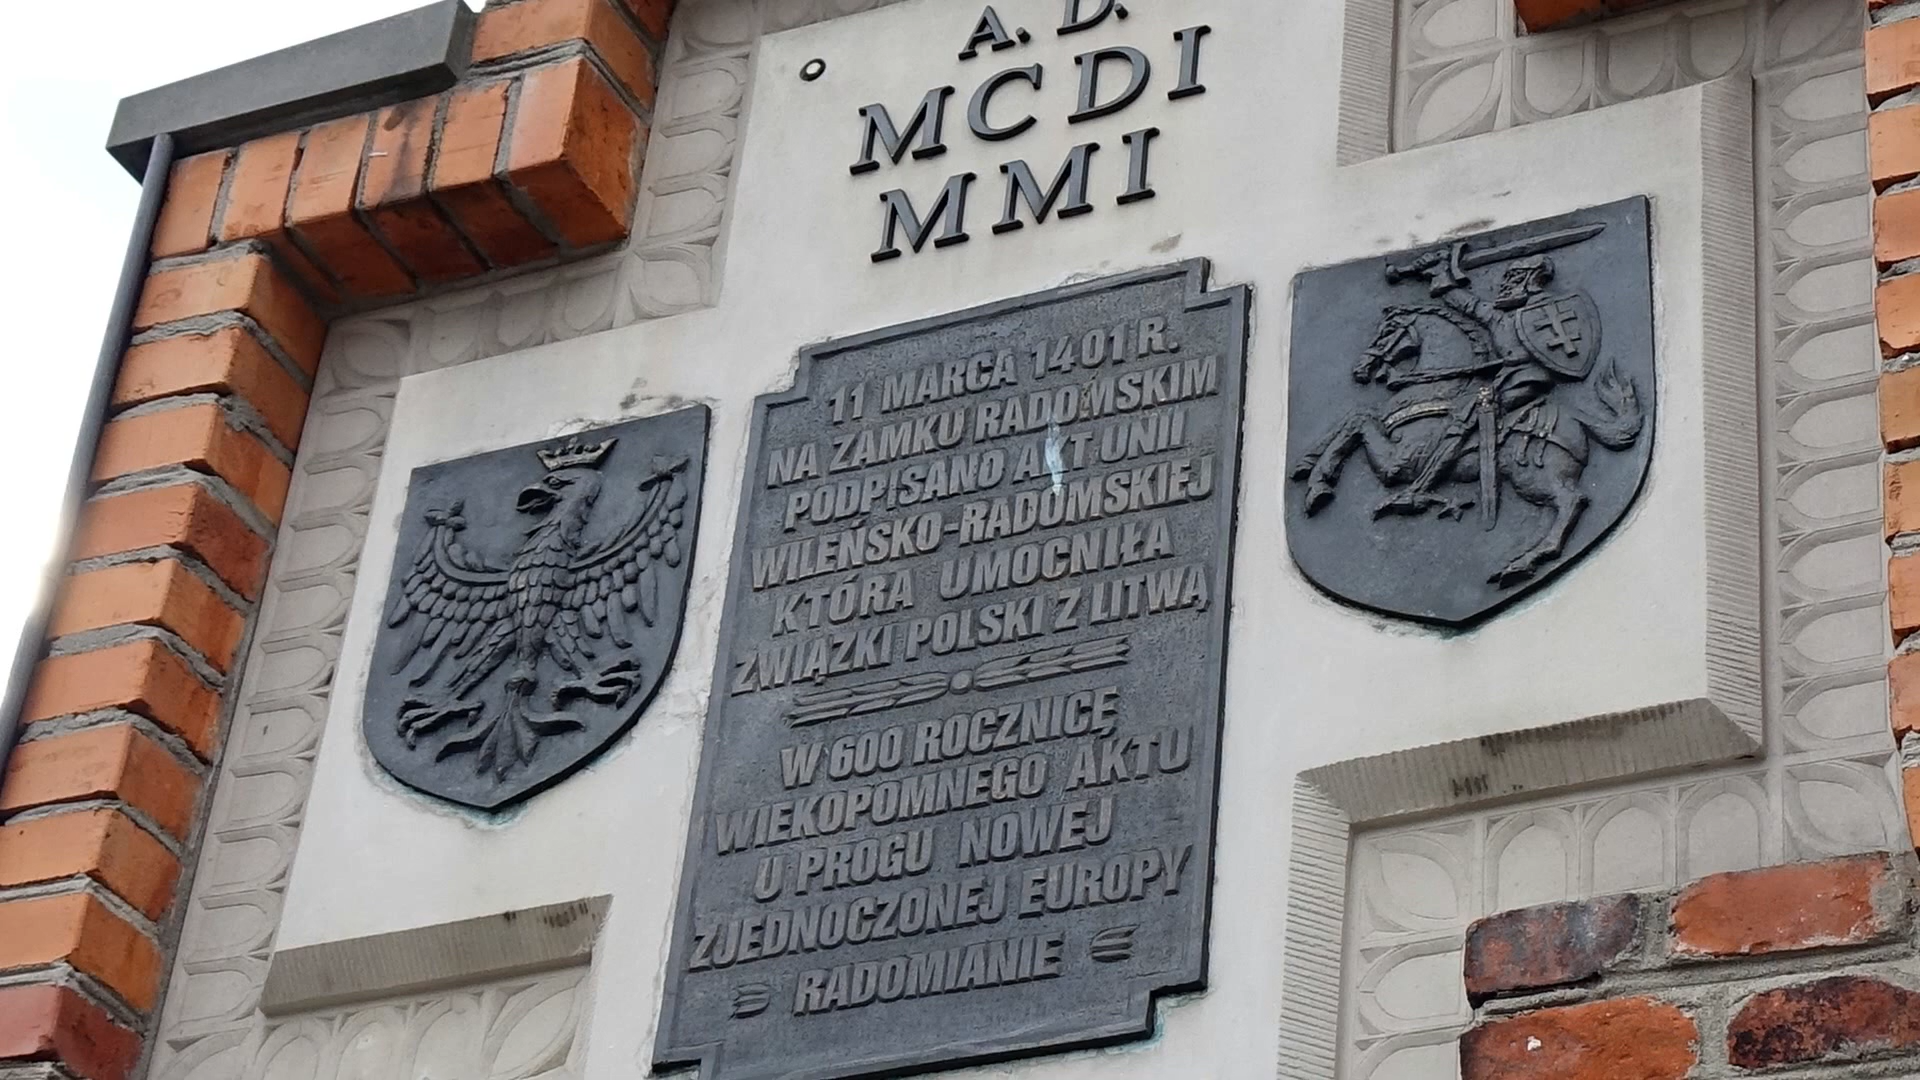 A. D.
MCDI
MMI
11 MARCA 1401 R.
NA ZAMKU RADOMSKIM
PODPISANO AKT UNII
WILEŃSKO-RADOMSKIEJ
KTÓRA UMOCNIŁA
ZWIĄZKI POLSKI Z LITWĄ
W 600 ROCZNICĘ
WIEKOPOMNEGO AKTU
U PROGU NOWEJ
ZJEDNOCZONEJ EUROPY
RADOMIANIE